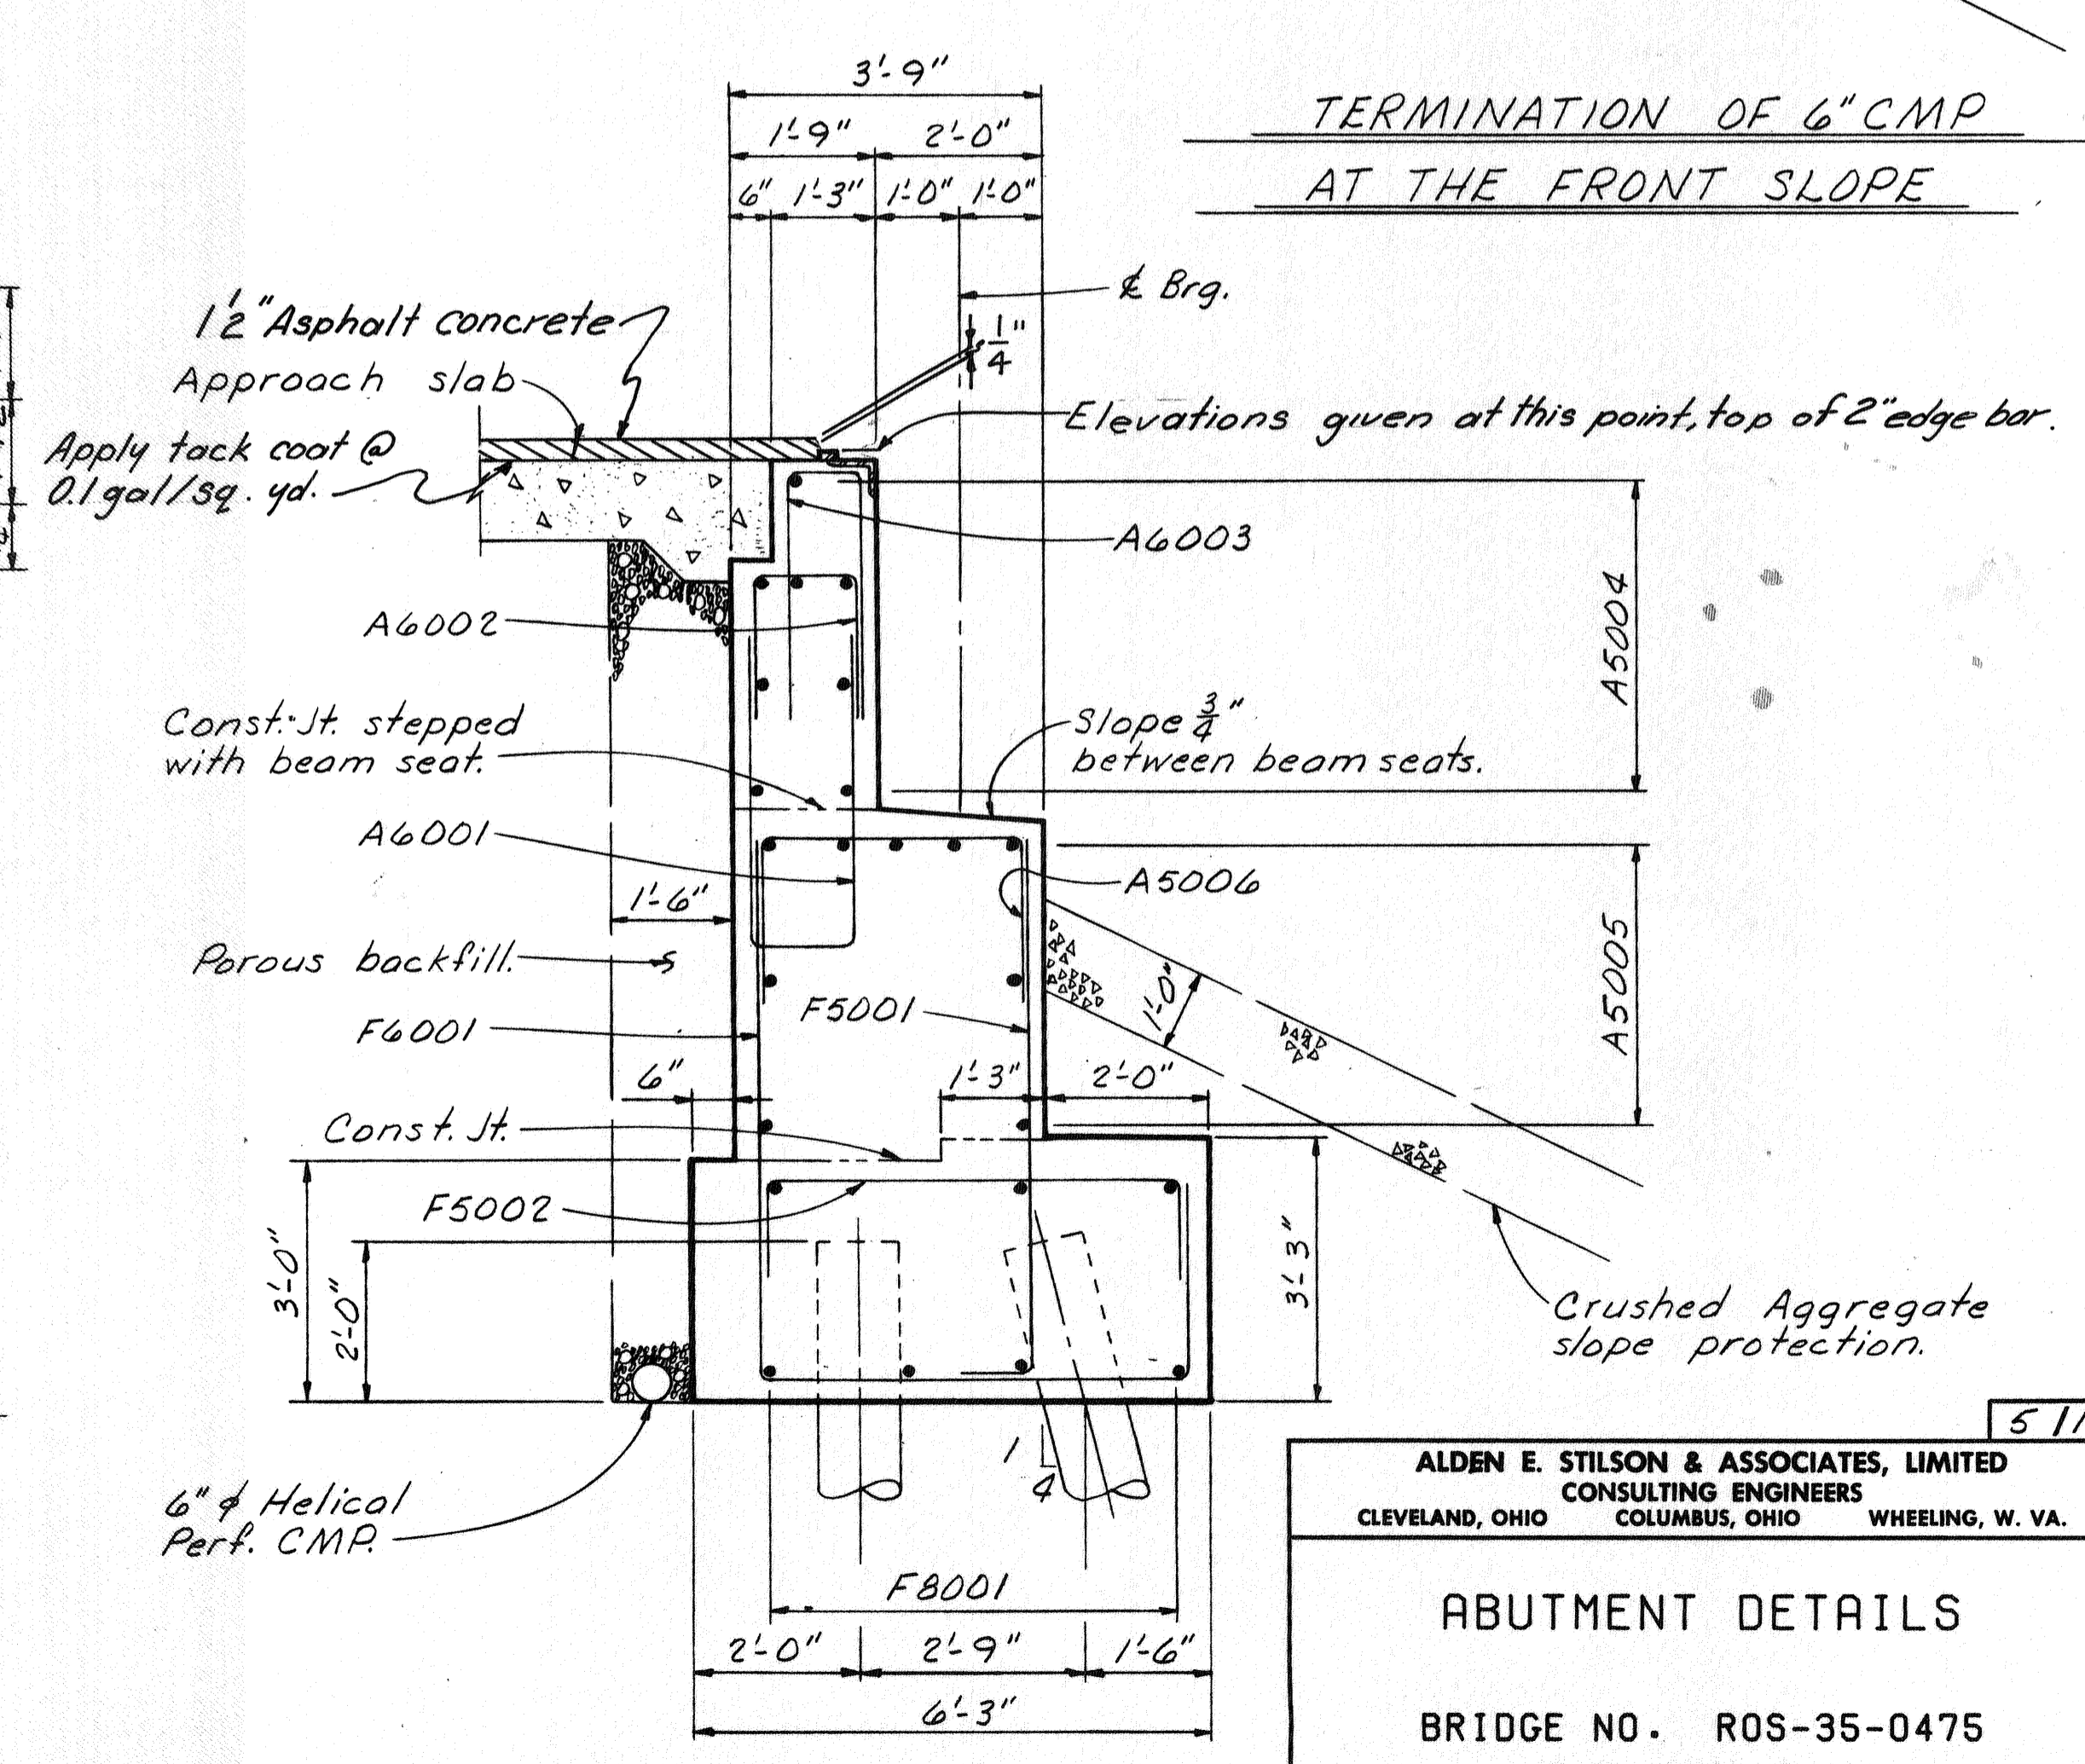 3'-9"
1'-9" 2'-0"
6" 1'-3" 1'-0" 1'-0"
TERMINATION OF 6" CMP
AT THE FRONT SLOPE
℄ Brg.
1/4"
1½" Asphalt concrete
Approach slab
Apply tack coat @
0.1 gal/sq. yd.
Elevations given at this point, top of 2" edge bar.
A6003
A6002
A5004
Const. Jt. stepped
with beam seat.
Slope 3/4"
between beam seats.
A6001
A5006
1'-6"
Porous backfill.
F5001
1'-0"
A5005
F6001
6" 1'-3" 2'-0"
Const. Jt.
F5002
3'-0"
2'-0"
3'-3"
Crushed Aggregate
slope protection.
6" ϕ Helical
Perf. CMP.
1
4
F8001
2'-0" 2'-9" 1'-6"
6'-3"
5 11
ALDEN E. STILSON & ASSOCIATES, LIMITED
CONSULTING ENGINEERS
CLEVELAND, OHIO COLUMBUS, OHIO WHEELING, W. VA.
ABUTMENT DETAILS
BRIDGE NO. ROS-35-0475